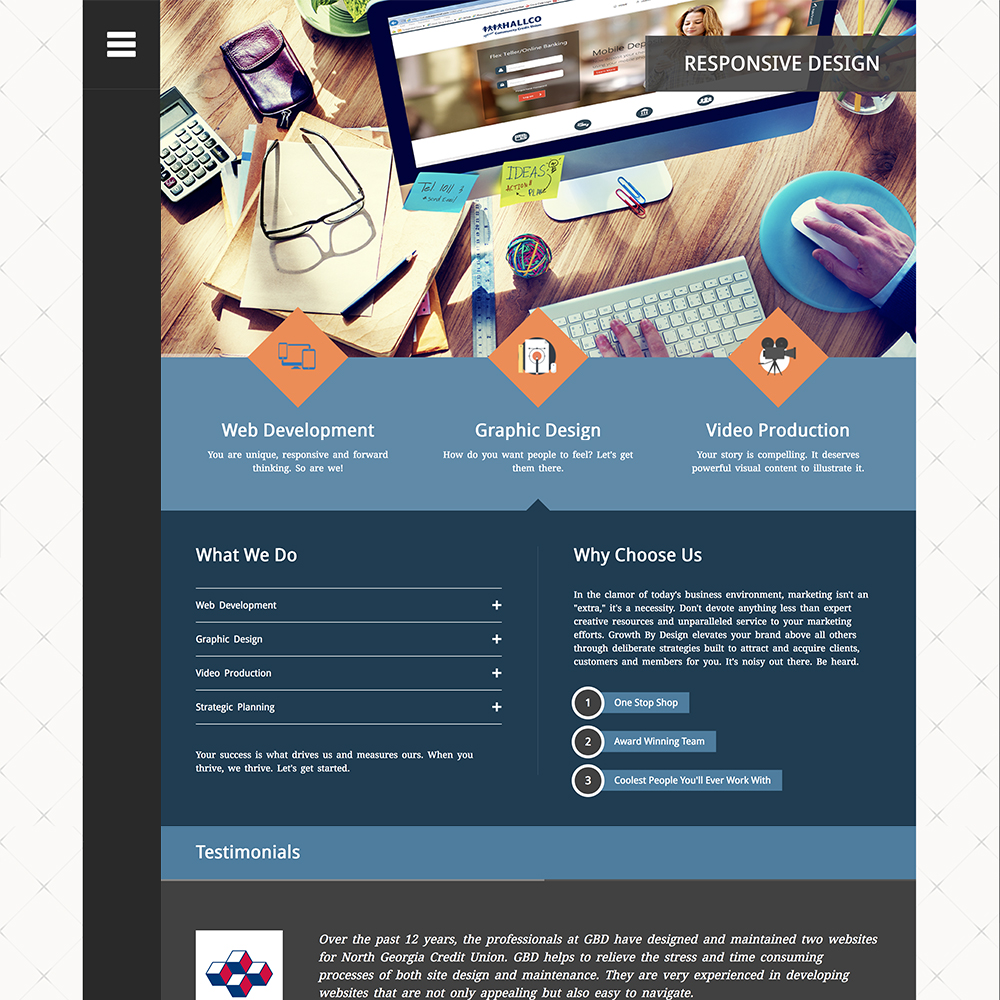 HALLCO
Community Credit Union
Flex Teller/Online Banking
Mobile Dep
RESPONSIVE DESIGN
Tel 1011
IDEAS
ACTION
PLAN
Web Development
You are unique, responsive and forward
thinking. So are we!
Graphic Design
How do you want people to feel? Let's get
them there.
Video Production
Your story is compelling. It deserves
powerful visual content to illustrate it.
What We Do
Web Development
Graphic Design
Video Production
Strategic Planning
Your success is what drives us and measures ours. When you
thrive, we thrive. Let's get started.
Why Choose Us
In the clamor of today's business environment, marketing isn't an
"extra," it's a necessity. Don't devote anything less than expert
creative resources and unparalleled service to your marketing
efforts. Growth By Design elevates your brand above all others
through deliberate strategies built to attract and acquire clients,
customers and members for you. It's noisy out there. Be heard.
1 One Stop Shop
2 Award Winning Team
3 Coolest People You'll Ever Work With
Testimonials
Over the past 12 years, the professionals at GBD have designed and maintained two websites
for North Georgia Credit Union. GBD helps to relieve the stress and time consuming
processes of both site design and maintenance. They are very experienced in developing
websites that are not only appealing but also easy to navigate.